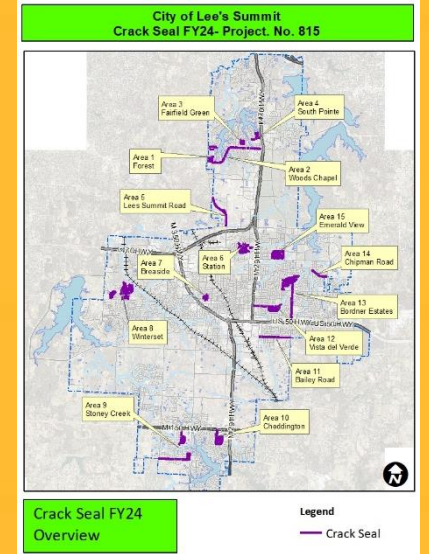 City of Lee's Summit
Crack Seal FY24- Project. No. 815
Area 3
Fairfield Green
Area 4
South Pointe
Area 1
Forest
Area 2
Woods Chapel
Area 5
Lees Summit Road
Area 15
Emerald View
Area 6
Station
Area 14
Chipman Road
Area 7
Breaside
Area 13
Bordner Estates
Area 8
Winterset
Area 12
Vista del Verde
Area 11
Bailey Road
Area 9
Stoney Creek
Area 10
Cheddington
N
Crack Seal FY24
Overview
Legend
Crack Seal